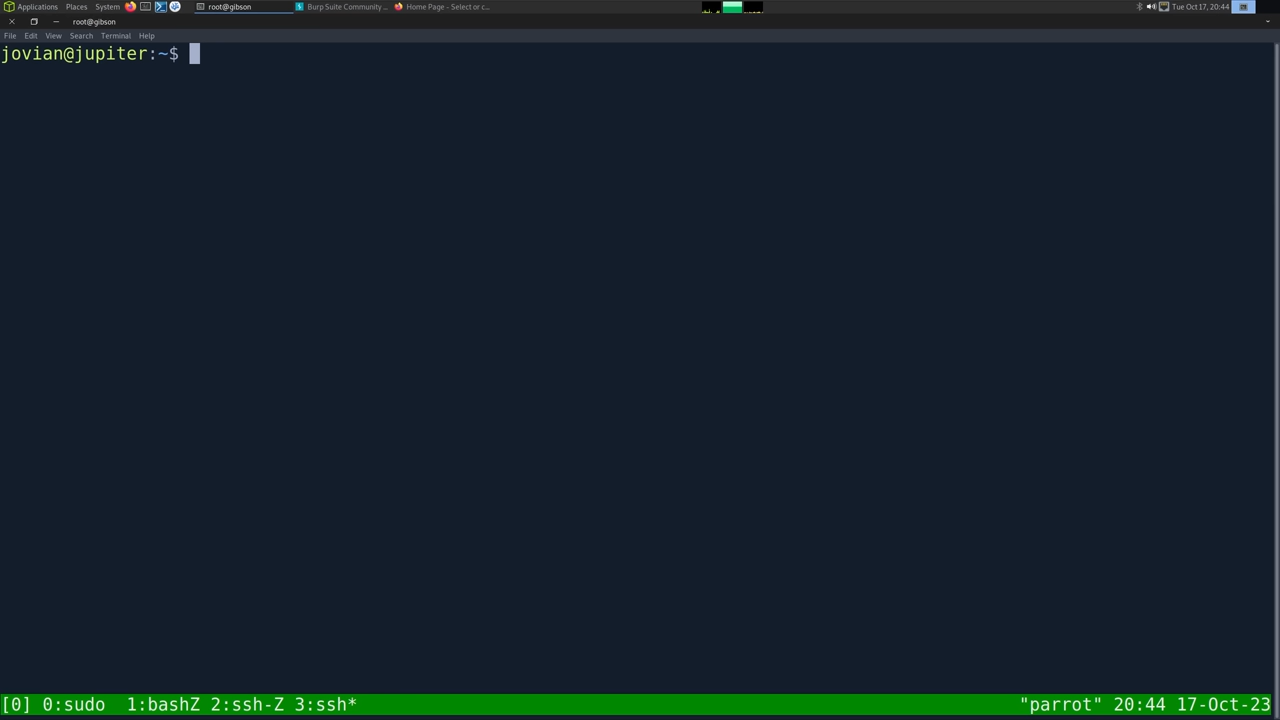 Applications Places System root@gibson Burp Suite Community ... Home Page - Select or c... Tue Oct 17, 20:44
root@gibson
File Edit View Search Terminal Help
jovian@jupiter:~$
[0] 0:sudo 1:bashZ 2:ssh-Z 3:ssh* "parrot" 20:44 17-Oct-23